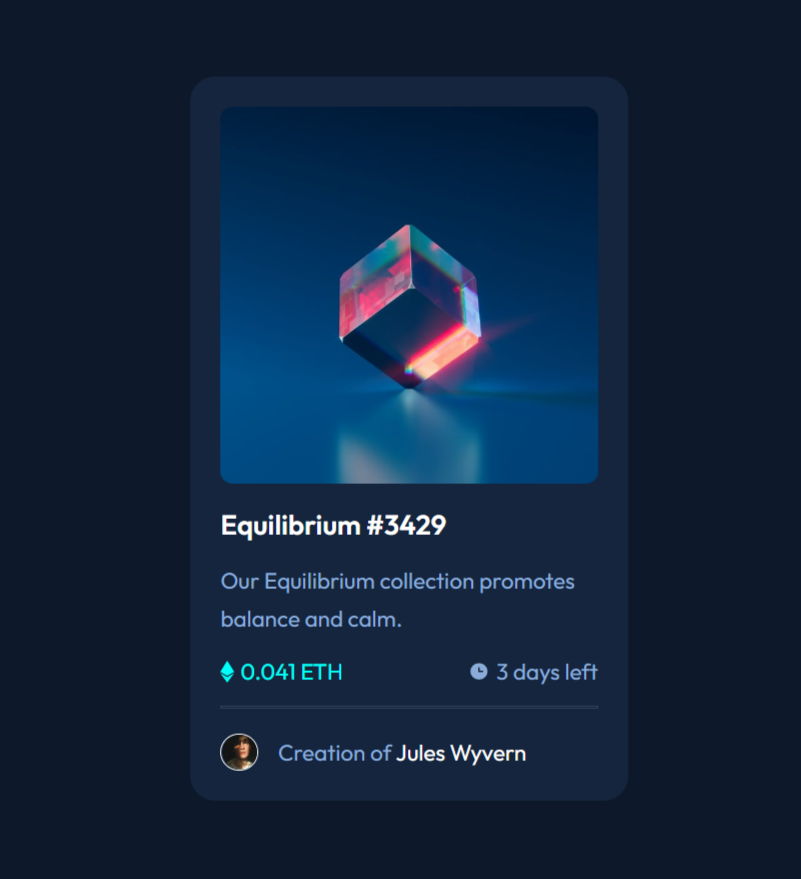 Equilibrium #3429
Our Equilibrium collection promotes
balance and calm.
0.041 ETH 3 days left
Creation of Jules Wyvern